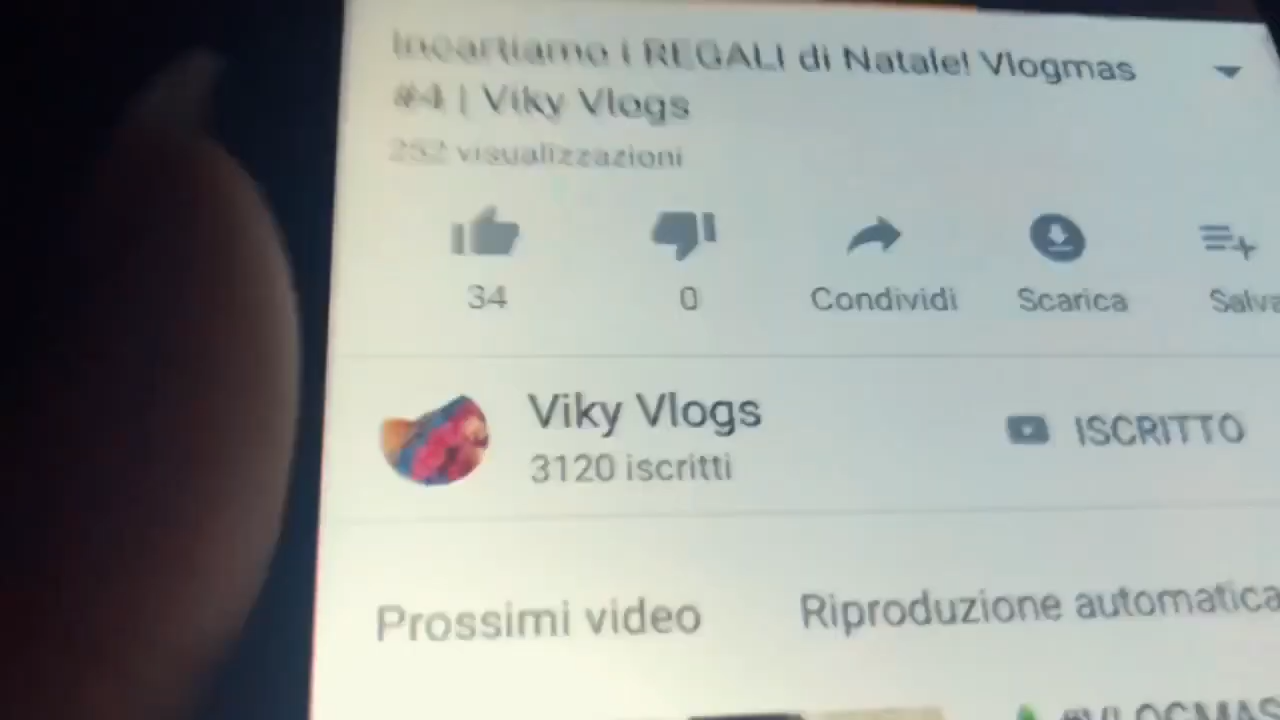 Incartiamo i REGALI di Natale! Vlogmas
#4 | Viky Vlogs
252 visualizzazioni
34
0
Condividi
Scarica
Salva
Viky Vlogs
3120 iscritti
ISCRITTO
Prossimi video
Riproduzione automatica
#VLOGMAS